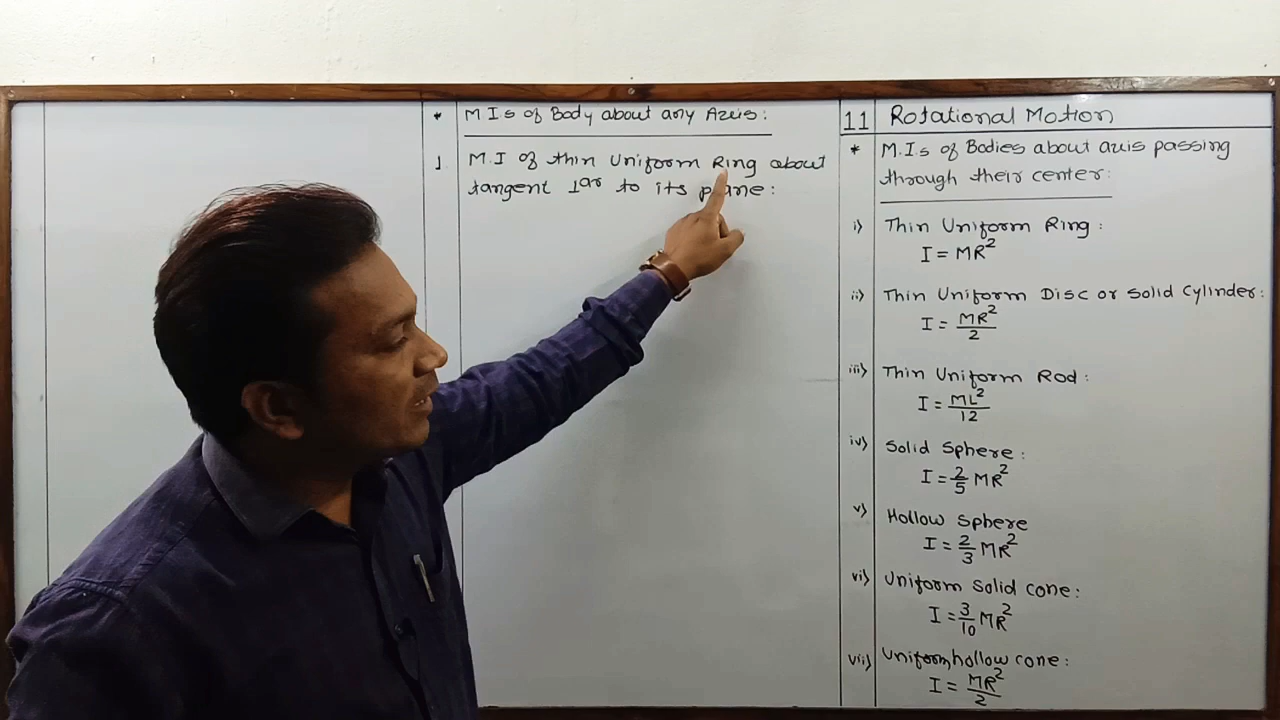 * M I s of Body about any Axis:
1. M.I of thin Uniform Ring about
tangent ⊥ar to its plane:
11 Rotational Motion
* M.I.s of Bodies about axis passing
through their center:
i) Thin Uniform Ring:
I = MR²
ii) Thin Uniform Disc or Solid Cylinder:
I = MR²/2
iii) Thin Uniform Rod:
I = ML²/12
iv) Solid Sphere:
I = 2/5 MR²
v) Hollow Sphere
I = 2/3 MR²
vi) Uniform Solid cone:
I = 3/10 MR²
vii) Uniform hollow cone:
I = MR²/2